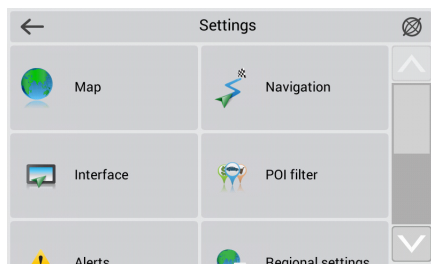 Settings
Map
Navigation
Interface
POI filter
Alerts
Regional settings